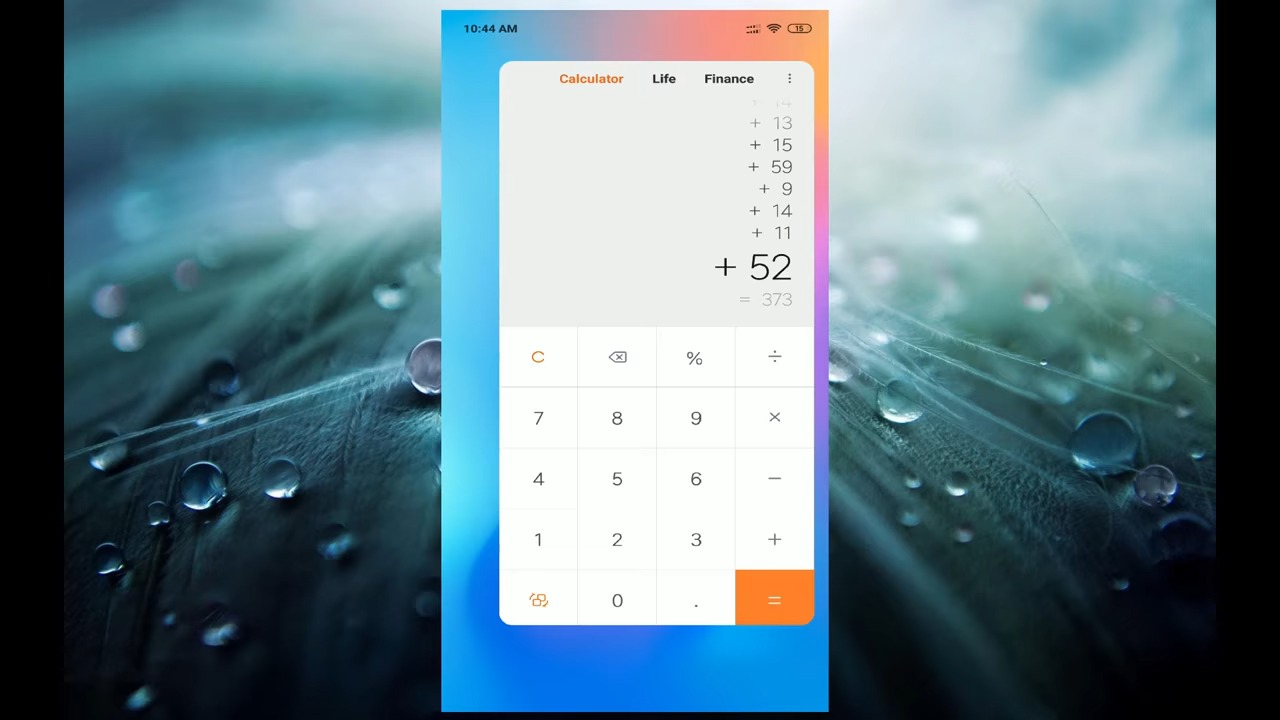 10:44 AM 15
Calculator Life Finance
+ 14
+ 13
+ 15
+ 59
+ 9
+ 14
+ 11
+ 52
= 373
C % ÷
7 8 9 ×
4 5 6 −
1 2 3 +
0 . =